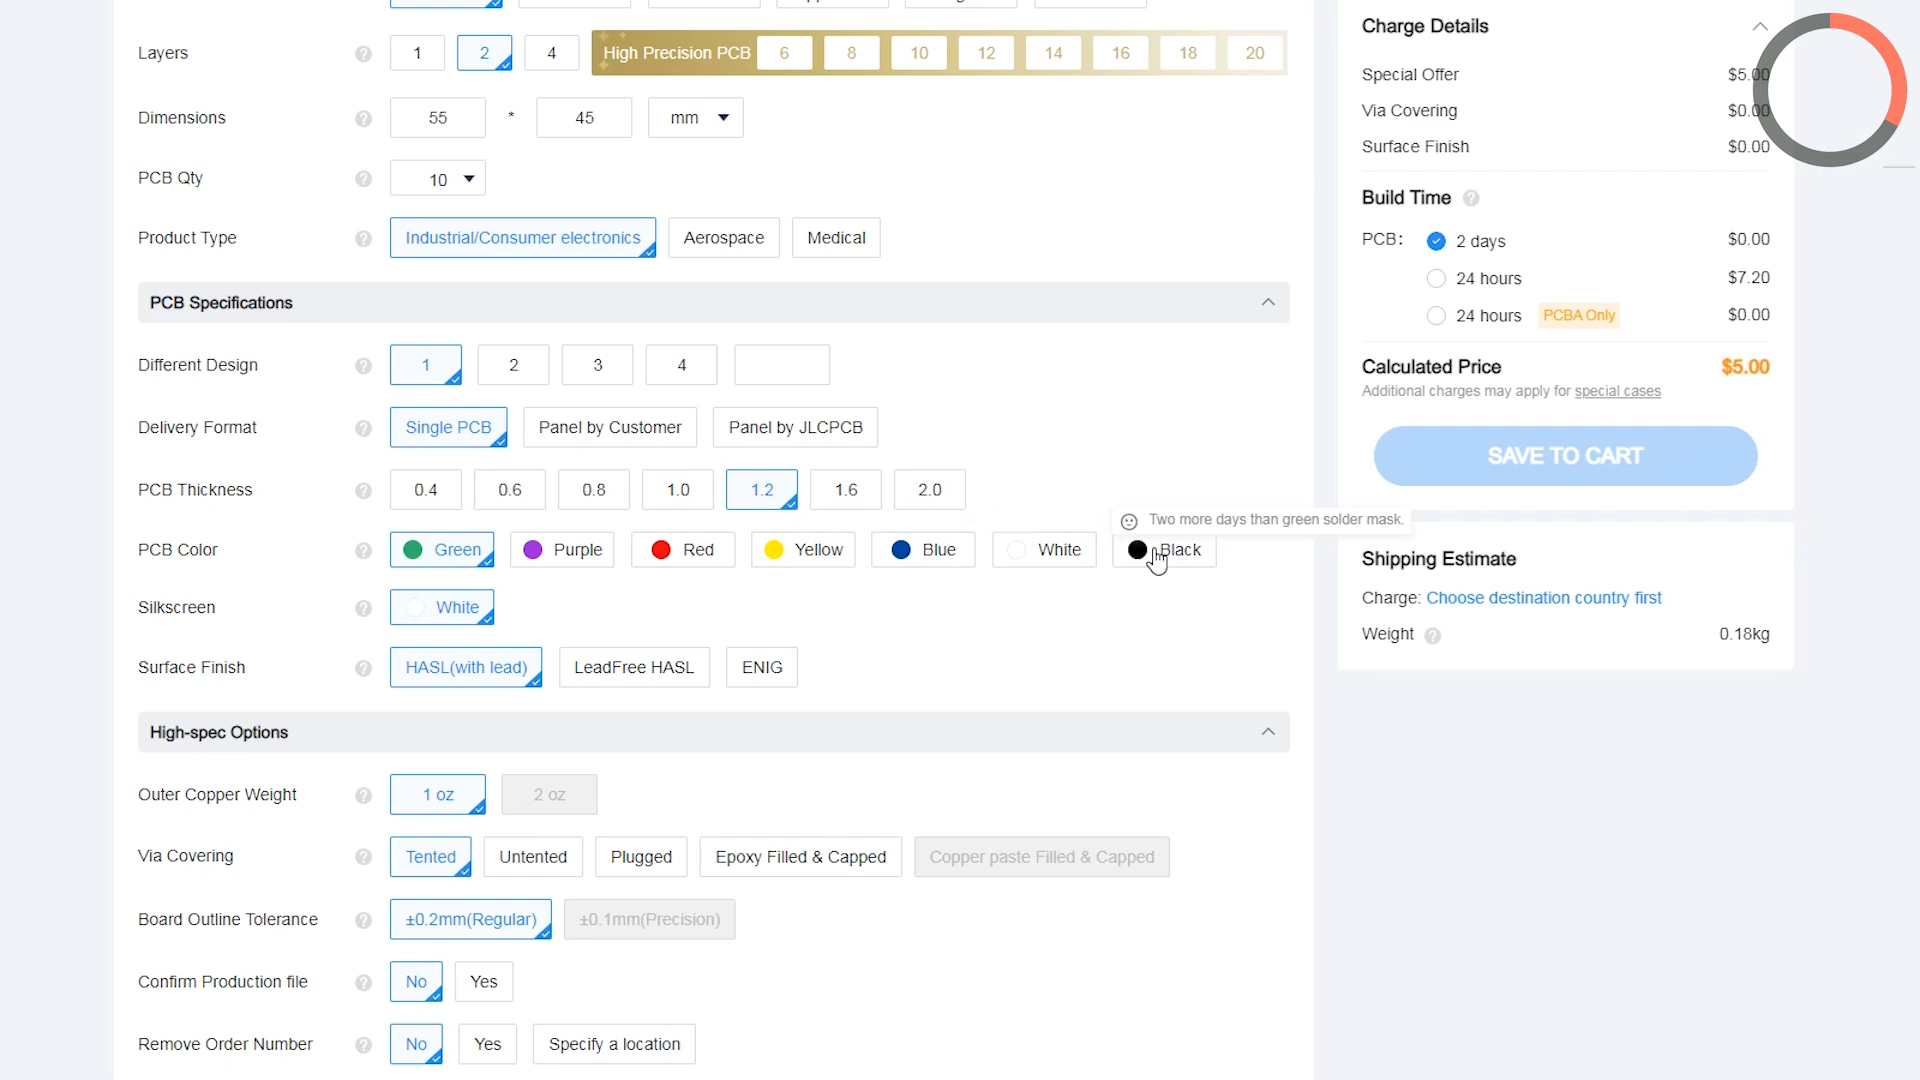 Layers 1 2 4 High Precision PCB 6 8 10 12 14 16 18 20
Dimensions 55 * 45 mm
PCB Qty 10
Product Type Industrial/Consumer electronics Aerospace Medical
PCB Specifications
Different Design 1 2 3 4
Delivery Format Single PCB Panel by Customer Panel by JLCPCB
PCB Thickness 0.4 0.6 0.8 1.0 1.2 1.6 2.0
Two more days than green solder mask.
PCB Color Green Purple Red Yellow Blue White Black
Silkscreen White
Surface Finish HASL(with lead) LeadFree HASL ENIG
High-spec Options
Outer Copper Weight 1 oz 2 oz
Via Covering Tented Untented Plugged Epoxy Filled & Capped Copper paste Filled & Capped
Board Outline Tolerance ±0.2mm(Regular) ±0.1mm(Precision)
Confirm Production file No Yes
Remove Order Number No Yes Specify a location
Charge Details
Special Offer $5.00
Via Covering $0.00
Surface Finish $0.00
Build Time
PCB: 2 days $0.00
24 hours $7.20
24 hours PCBA Only $0.00
Calculated Price $5.00
Additional charges may apply for special cases
SAVE TO CART
Shipping Estimate
Charge: Choose destination country first
Weight 0.18kg